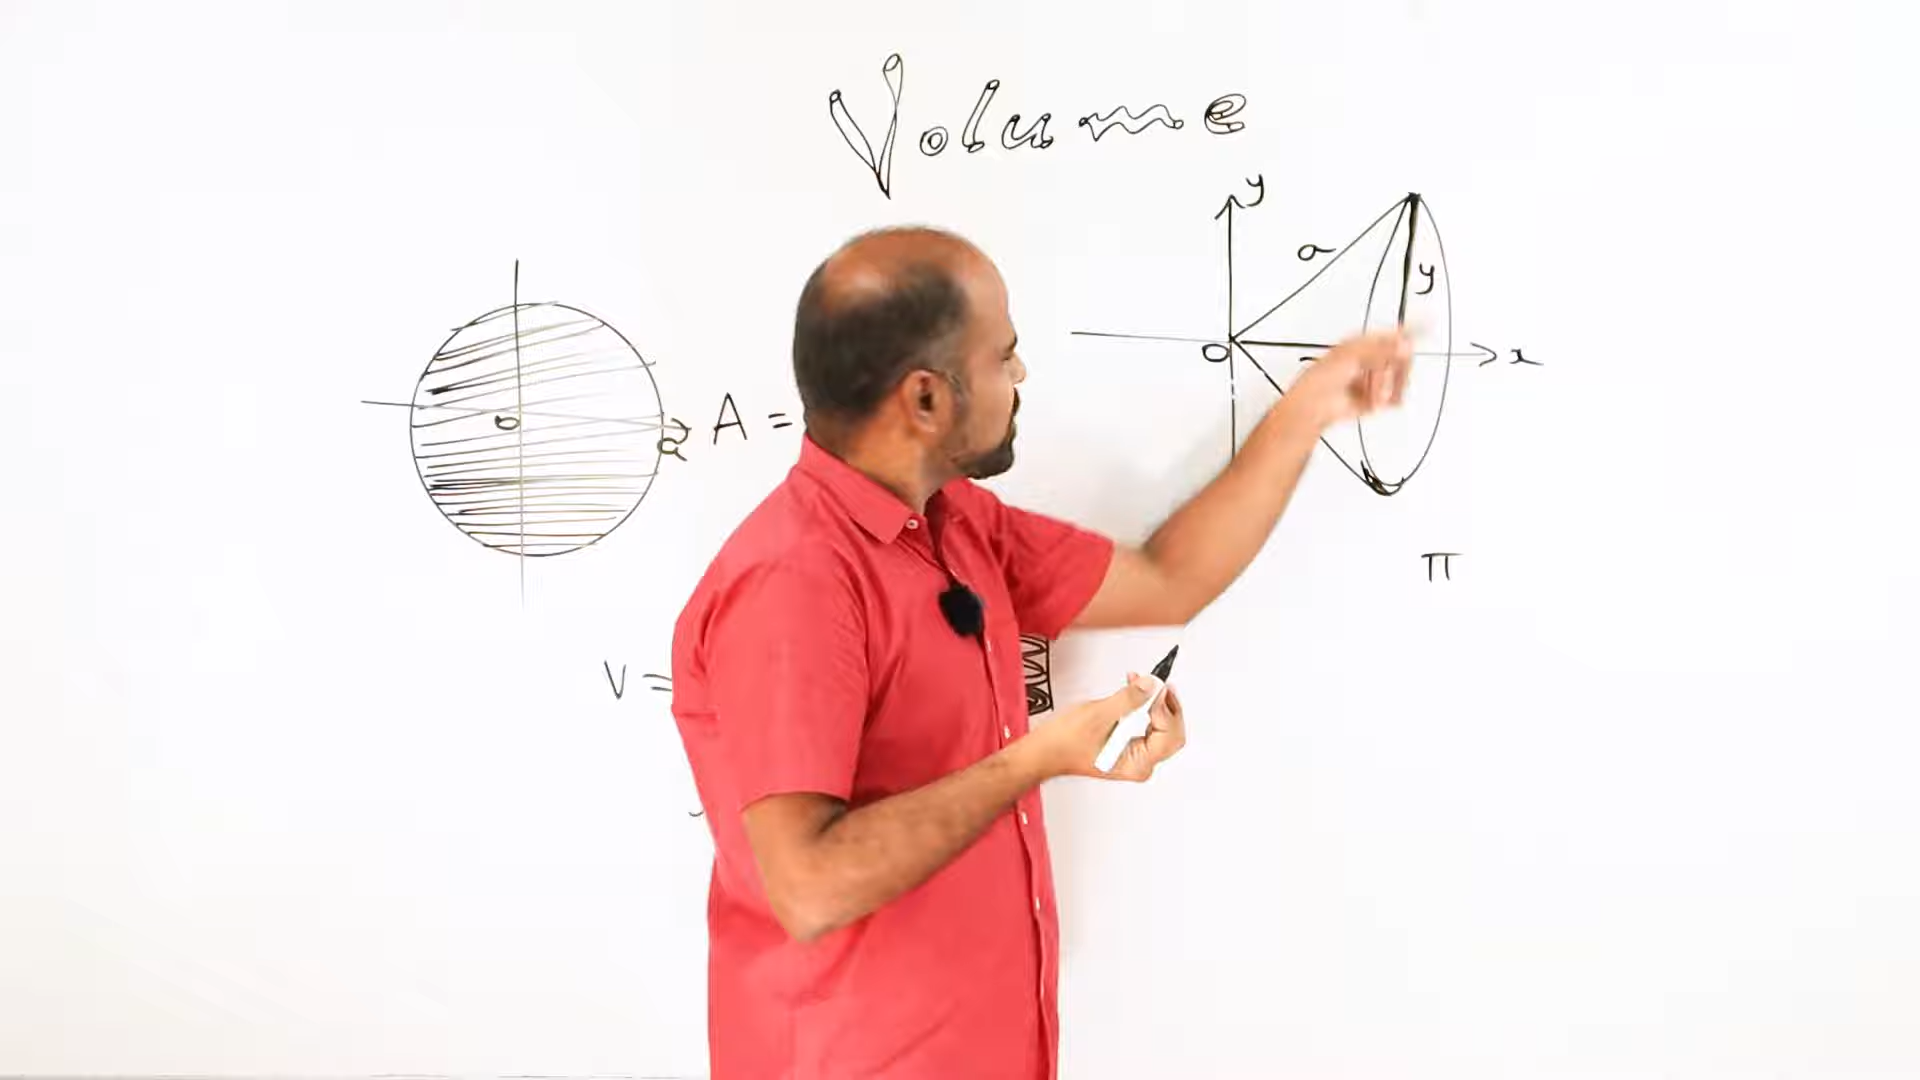 Volume
y
a
y
O
x
O
a
A =
π
V =